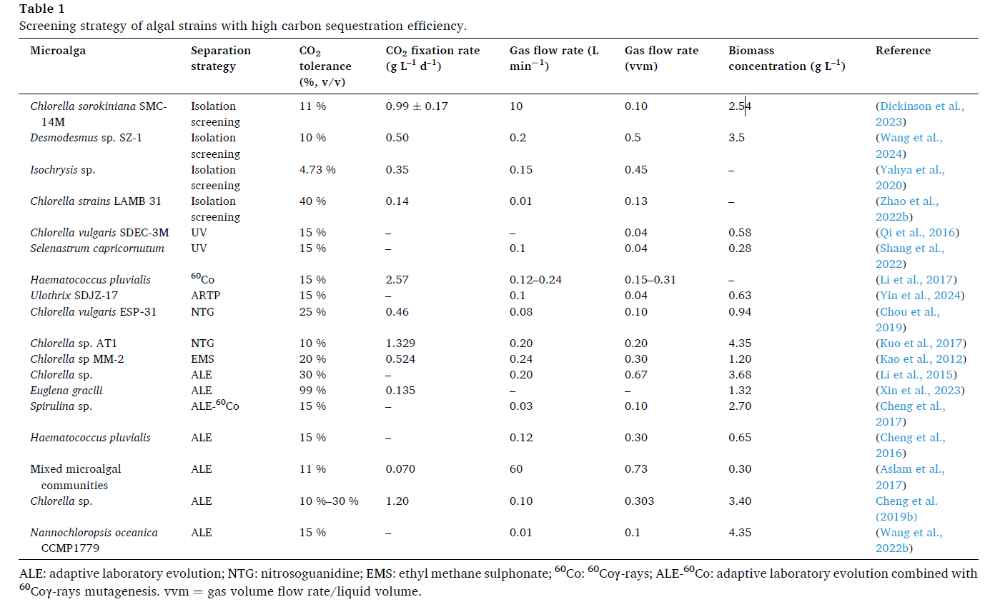 Table 1
Screening strategy of algal strains with high carbon sequestration efficiency.
Microalga Separation strategy CO2 tolerance (%, v/v) CO2 fixation rate (g L−1 d−1) Gas flow rate (L min−1) Gas flow rate (vvm) Biomass concentration (g L−1) Reference
Chlorella sorokiniana SMC-14M Isolation screening 11 % 0.99 ± 0.17 10 0.10 2.54 (Dickinson et al., 2023)
Desmodesmus sp. SZ-1 Isolation screening 10 % 0.50 0.2 0.5 3.5 (Wang et al., 2024)
Isochrysis sp. Isolation screening 4.73 % 0.35 0.15 0.45 – (Yahya et al., 2020)
Chlorella strains LAMB 31 Isolation screening 40 % 0.14 0.01 0.13 – (Zhao et al., 2022b)
Chlorella vulgaris SDEC-3M UV 15 % – – 0.04 0.58 (Qi et al., 2016)
Selenastrum capricornutum UV 15 % – 0.1 0.04 0.28 (Shang et al., 2022)
Haematococcus pluvialis 60Co 15 % 2.57 0.12–0.24 0.15–0.31 – (Li et al., 2017)
Ulothrix SDJZ-17 ARTP 15 % – 0.1 0.04 0.63 (Yin et al., 2024)
Chlorella vulgaris ESP-31 NTG 25 % 0.46 0.08 0.10 0.94 (Chou et al., 2019)
Chlorella sp. AT1 NTG 10 % 1.329 0.20 0.20 4.35 (Kuo et al., 2017)
Chlorella sp MM-2 EMS 20 % 0.524 0.24 0.30 1.20 (Kao et al., 2012)
Chlorella sp. ALE 30 % – 0.20 0.67 3.68 (Li et al., 2015)
Euglena gracili ALE 99 % 0.135 – – 1.32 (Xin et al., 2023)
Spirulina sp. ALE-60Co 15 % – 0.03 0.10 2.70 (Cheng et al., 2017)
Haematococcus pluvialis ALE 15 % – 0.12 0.30 0.65 (Cheng et al., 2016)
Mixed microalgal communities ALE 11 % 0.070 60 0.73 0.30 (Aslam et al., 2017)
Chlorella sp. ALE 10 %–30 % 1.20 0.10 0.303 3.40 Cheng et al. (2019b)
Nannochloropsis oceanica CCMP1779 ALE 15 % – 0.01 0.1 4.35 (Wang et al., 2022b)
ALE: adaptive laboratory evolution; NTG: nitrosoguanidine; EMS: ethyl methane sulphonate; 60Co: 60Coγ-rays; ALE-60Co: adaptive laboratory evolution combined with
60Coγ-rays mutagenesis. vvm = gas volume flow rate/liquid volume.